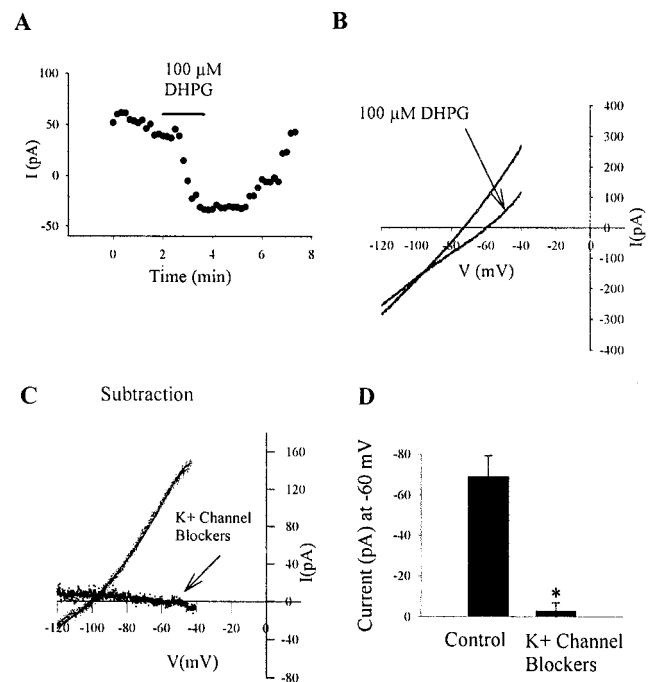 A
100 µM
DHPG
100
50
0
-50
I (pA)
0 2 4 6 8
Time (min)
B
100 µM DHPG
400
300
200
100
0
-100
-200
-300
-400
I(pA)
-120 -100 -80 -60 -40 -20 0
V (mV)
C
Subtraction
K+ Channel
Blockers
160
120
80
40
0
-40
-80
I(pA)
-120 -100 -80 -60 -40 -20 0
V(mV)
D
Current (pA) at -60 mV
-80
-60
-40
-20
0
*
Control
K+ Channel
Blockers